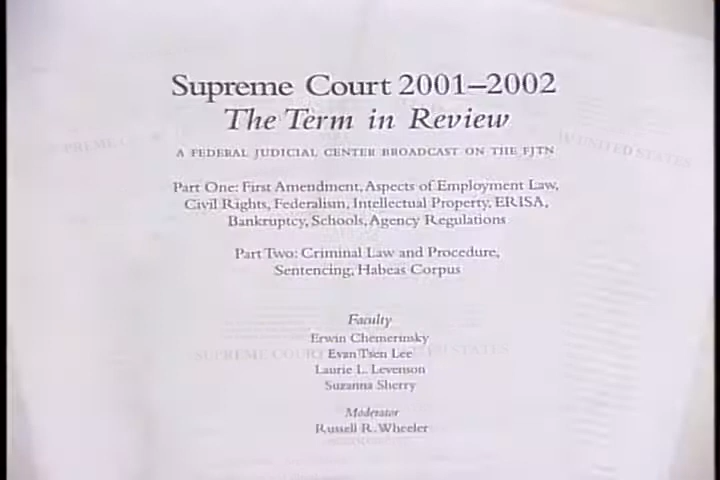 Supreme Court 2001–2002
The Term in Review
A FEDERAL JUDICIAL CENTER BROADCAST ON THE FJTN
Part One: First Amendment, Aspects of Employment Law,
Civil Rights, Federalism, Intellectual Property, ERISA,
Bankruptcy, Schools, Agency Regulations
Part Two: Criminal Law and Procedure,
Sentencing, Habeas Corpus
Faculty
Erwin Chemerinsky
Evan Tsen Lee
Laurie L. Levenson
Suzanna Sherry
Moderator
Russell R. Wheeler